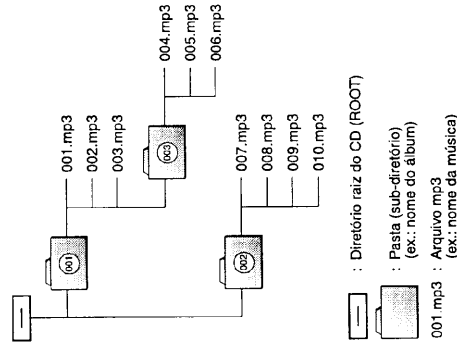 001
001.mp3
002.mp3
003.mp3
003
004.mp3
005.mp3
006.mp3
002
007.mp3
008.mp3
009.mp3
010.mp3
: Diretório raiz do CD (ROOT)
: Pasta (sub-diretório)
(ex.: nome do álbum)
001.mp3 : Arquivo mp3
(ex.: nome da música)